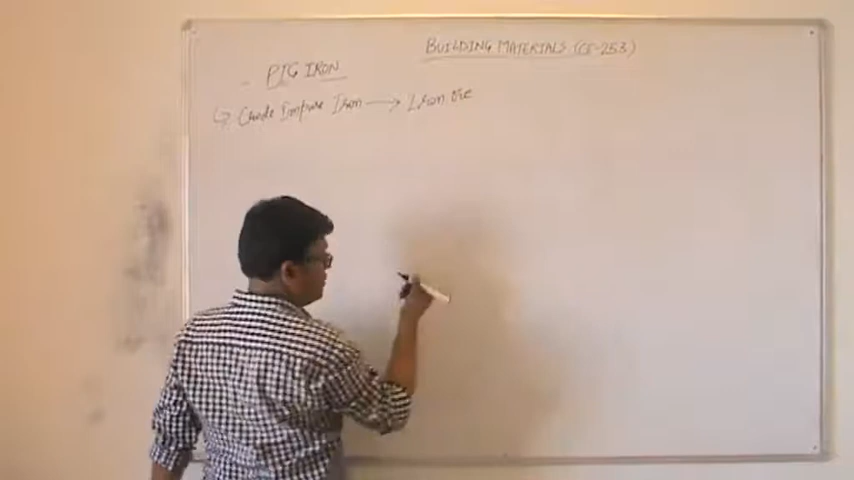 BUILDING MATERIALS (CE-253)
PIG IRON
↳ Crude Impure Iron → Iron Ore